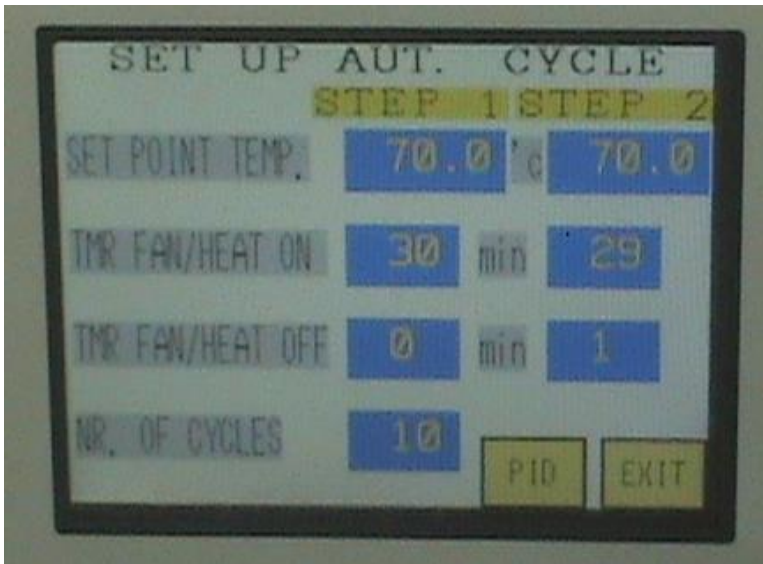 SET UP AUT. CYCLE
STEP 1 STEP 2
SET POINT TEMP. 70.0 'c 70.0
TMR FAN/HEAT ON 30 min 29
TMR FAN/HEAT OFF 0 min 1
NR. OF CYCLES 10
PID EXIT